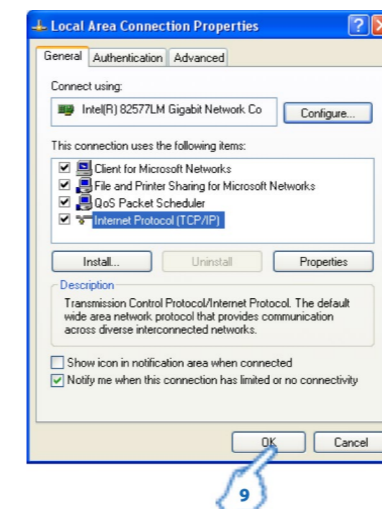 Local Area Connection Properties
General Authentication Advanced
Connect using:
Intel(R) 82577LM Gigabit Network Co Configure...
This connection uses the following items:
Client for Microsoft Networks
File and Printer Sharing for Microsoft Networks
QoS Packet Scheduler
Internet Protocol (TCP/IP)
Install... Uninstall Properties
Description
Transmission Control Protocol/Internet Protocol. The default
wide area network protocol that provides communication
across diverse interconnected networks.
Show icon in notification area when connected
Notify me when this connection has limited or no connectivity
OK Cancel
9